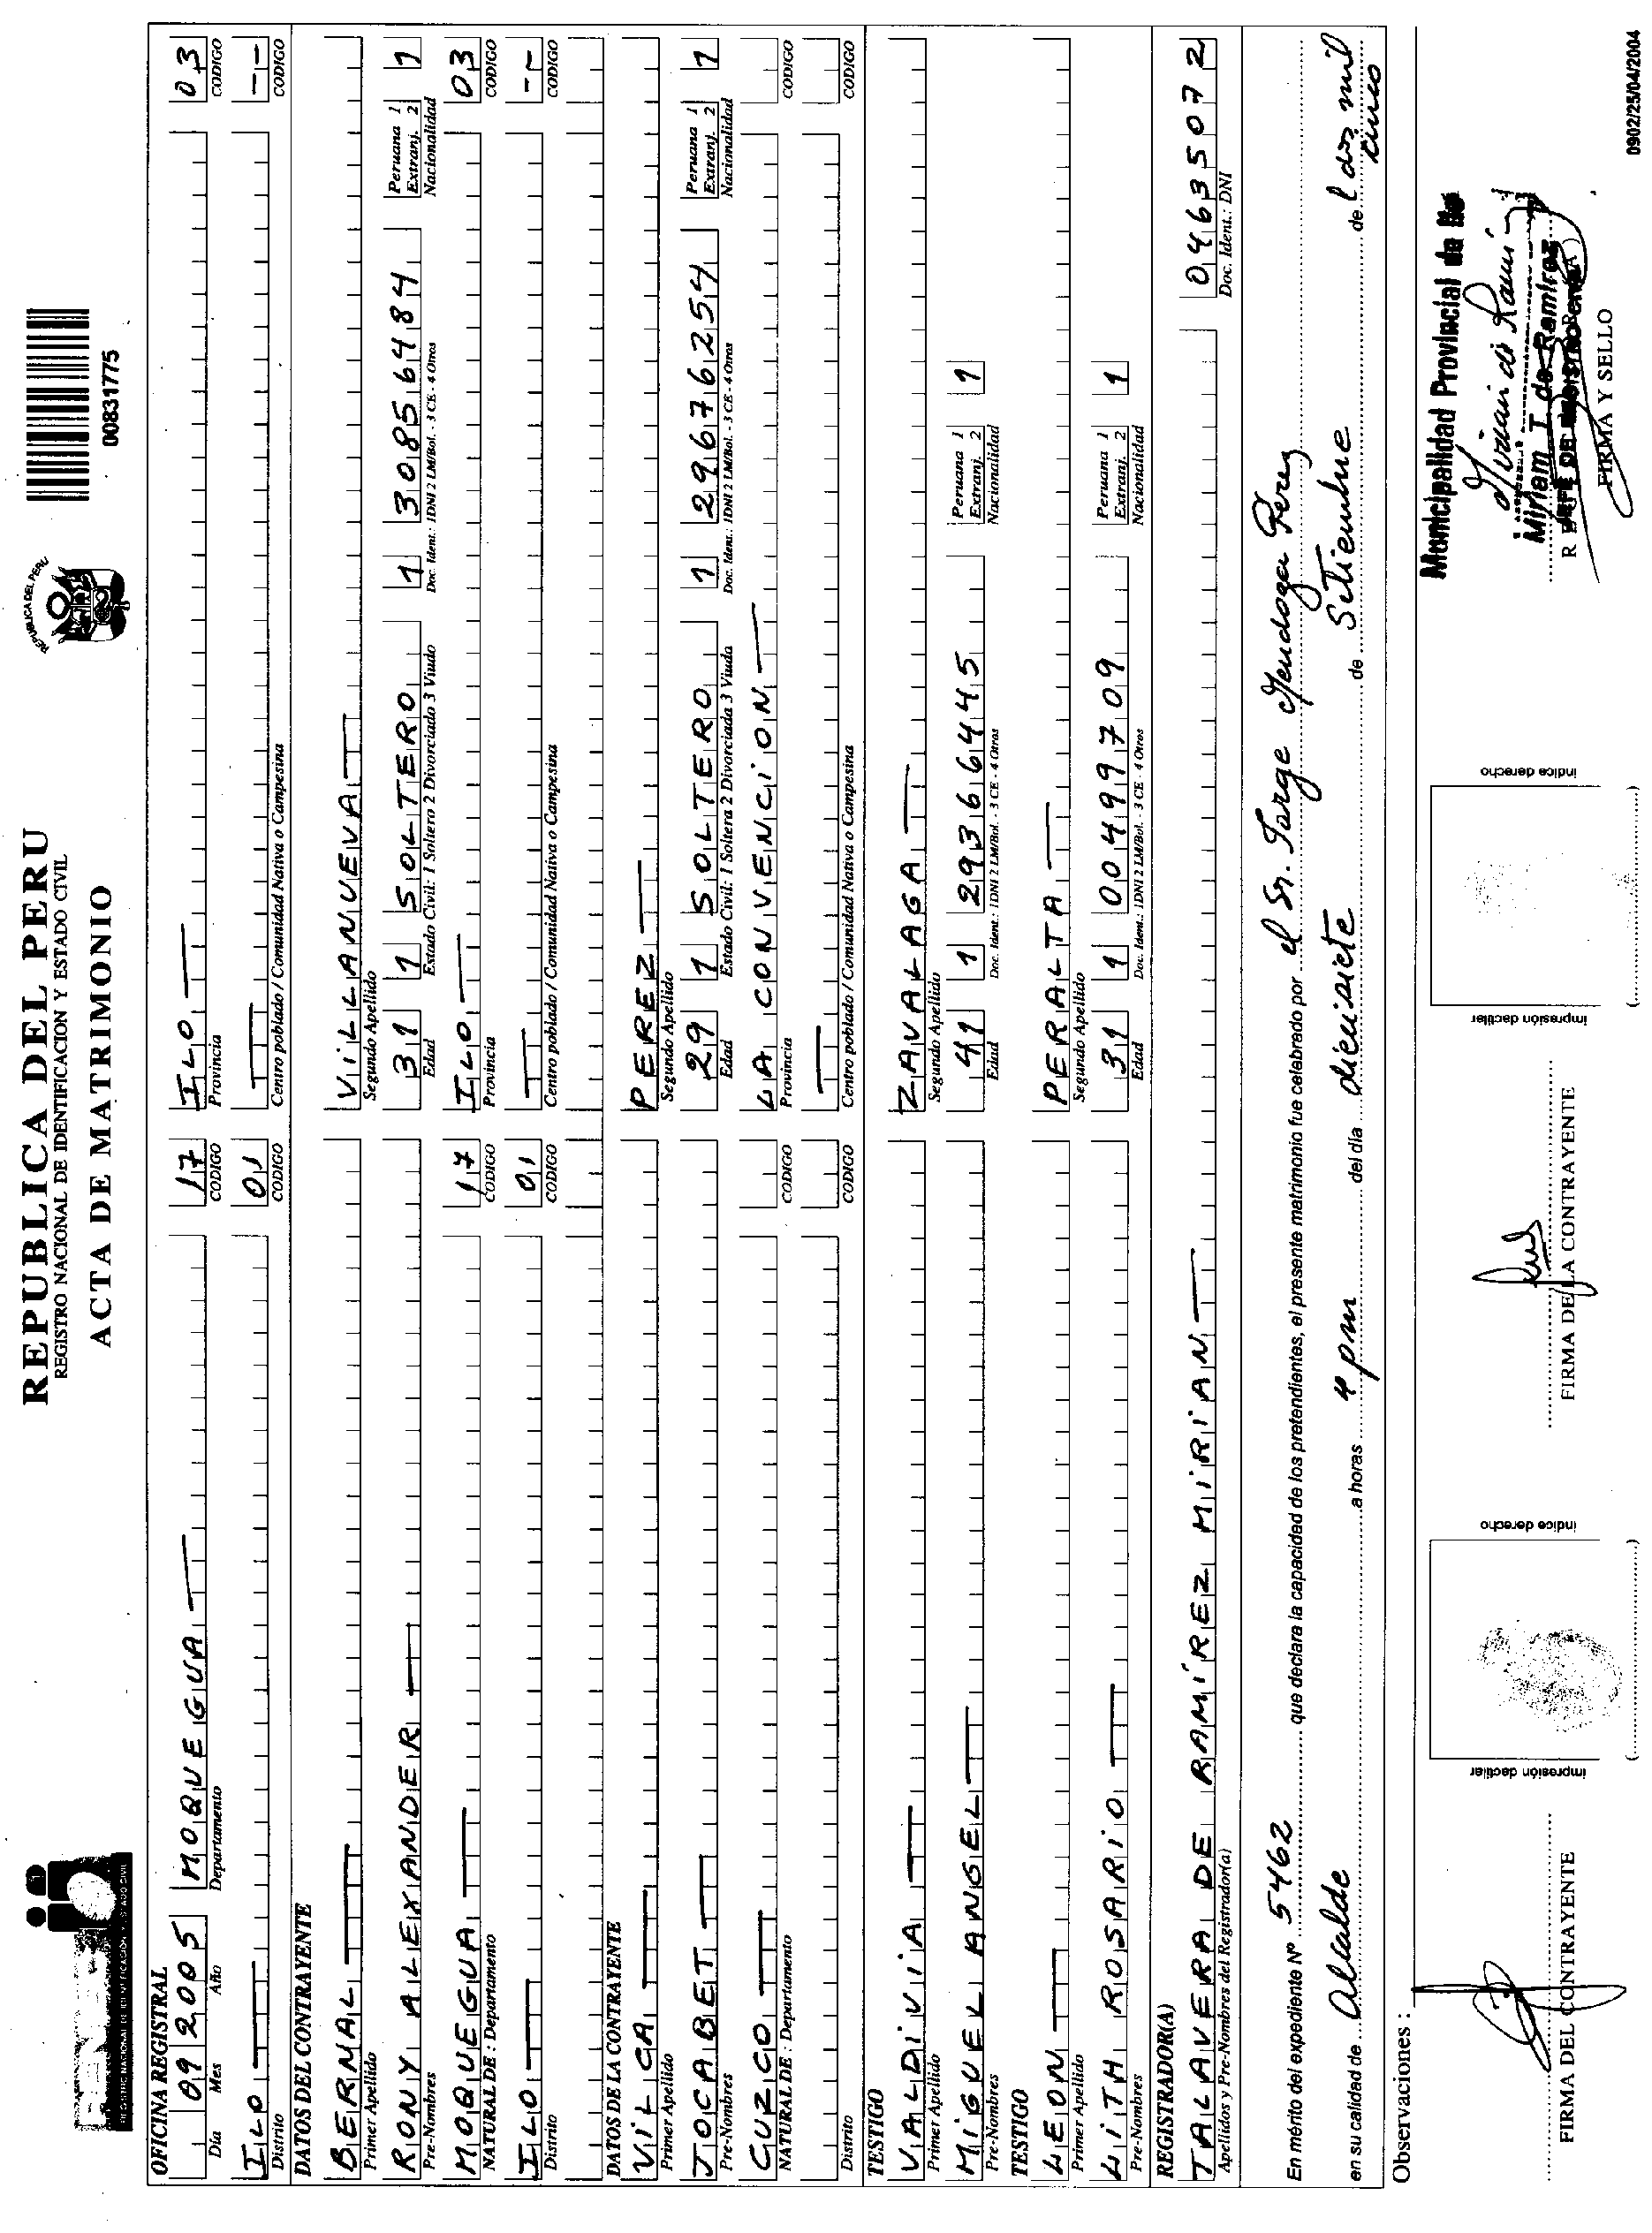 REPUBLICA DEL PERU
REGISTRO NACIONAL DE IDENTIFICACION Y ESTADO CIVIL
ACTA DE MATRIMONIO
REPUBLICA DEL PERU
00831775
OFICINA REGISTRAL
09 2005 MOQUEGUA 17 ILO 03
Día Mes Año Departamento CODIGO Provincia CODIGO
ILO 01 --
Distrito CODIGO Centro poblado / Comunidad Nativa o Campesina CODIGO
DATOS DEL CONTRAYENTE
BERNAL VILLANUEVA
Primer Apellido Segundo Apellido
RONY ALEXANDER 31 1 SOLTERO 1 30856484 Peruana 1 Extranj. 2 1
Pre-Nombres Edad Estado Civil: 1 Soltero 2 Divorciado 3 Viudo Doc. Ident.: 1DNI 2 LM/Bol. - 3 CE - 4 Otros Nacionalidad
MOQUEGUA 17 ILO 03
NATURAL DE : Departamento CODIGO Provincia CODIGO
ILO 01 --
Distrito CODIGO Centro poblado / Comunidad Nativa o Campesina CODIGO
DATOS DE LA CONTRAYENTE
VILCA PEREZ
Primer Apellido Segundo Apellido
JOCABET 29 1 SOLTERO 1 29676254 Peruana 1 Extranj. 2 1
Pre-Nombres Edad Estado Civil: 1 Soltera 2 Divorciada 3 Viuda Doc. Ident.: 1DNI 2 LM/Bol. - 3 CE - 4 Otros Nacionalidad
CUZCO LA CONVENCION
NATURAL DE : Departamento CODIGO Provincia CODIGO
Distrito CODIGO Centro poblado / Comunidad Nativa o Campesina CODIGO
TESTIGO
VALDIVIA ZAVALAGA
Primer Apellido Segundo Apellido
MIGUEL ANGEL 41 1 29366445 Peruana 1 Extranj. 2 1
Pre-Nombres Edad Doc. Ident.: 1DNI 2 LM/Bol. - 3 CE - 4 Otros Nacionalidad
TESTIGO
LEON PERALTA
Primer Apellido Segundo Apellido
LITH ROSARIO 31 1 00499709 Peruana 1 Extranj. 2 1
Pre-Nombres Edad Doc. Ident.: 1DNI 2 LM/Bol. - 3 CE - 4 Otros Nacionalidad
REGISTRADOR(A)
TALAVERA DE RAMIREZ MIRIAN 04635072
Apellidos y Pre-Nombres del Registrador(a) Doc. Ident.: DNI
En mérito del expediente Nº 5462 que declara la capacidad de los pretendientes, el presente matrimonio fue celebrado por el Sr. Jorge Mendoza Perez
en su calidad de Alcalde a horas 4 pm del día diecisiete de Setiembre de l dos mil cinco
Observaciones :
Municipalidad Provincial de Ilo
Miriam T. de Ramirez
JEFE DE REGISTRO CIVIL
impresión dactilar índice derecho impresión dactilar índice derecho
FIRMA DEL CONTRAYENTE FIRMA DE LA CONTRAYENTE FIRMA Y SELLO
0902/25/04/2004